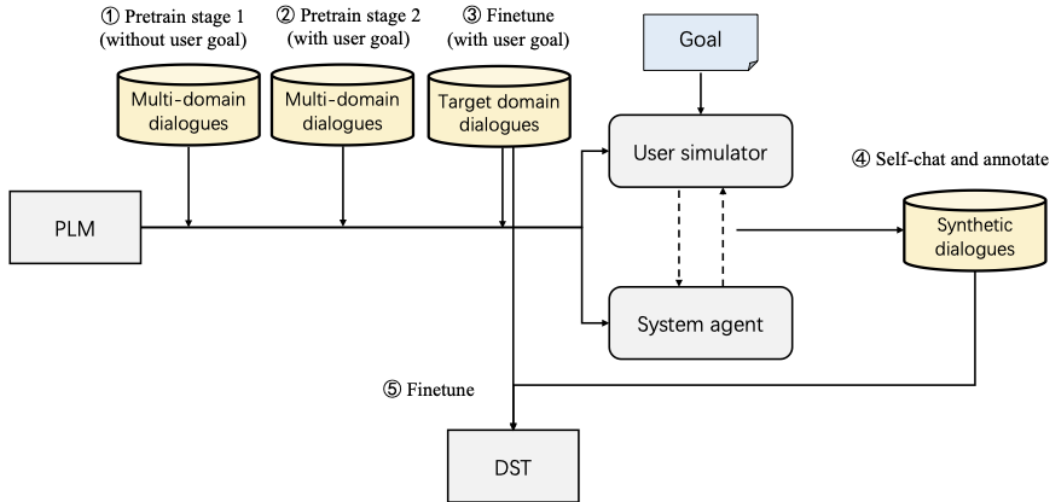 ① Pretrain stage 1
(without user goal)
② Pretrain stage 2
(with user goal)
③ Finetune
(with user goal)
Goal
Multi-domain
dialogues
Multi-domain
dialogues
Target domain
dialogues
User simulator
④ Self-chat and annotate
PLM
Synthetic
dialogues
System agent
⑤ Finetune
DST